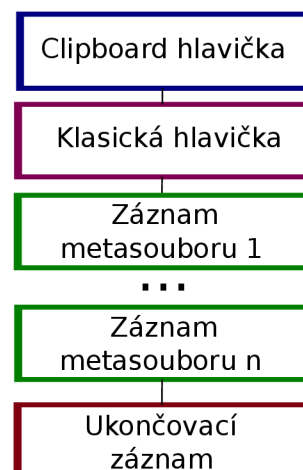 Clipboard hlavička
Klasická hlavička
Záznam
metasouboru 1
...
Záznam
metasouboru n
Ukončovací
záznam